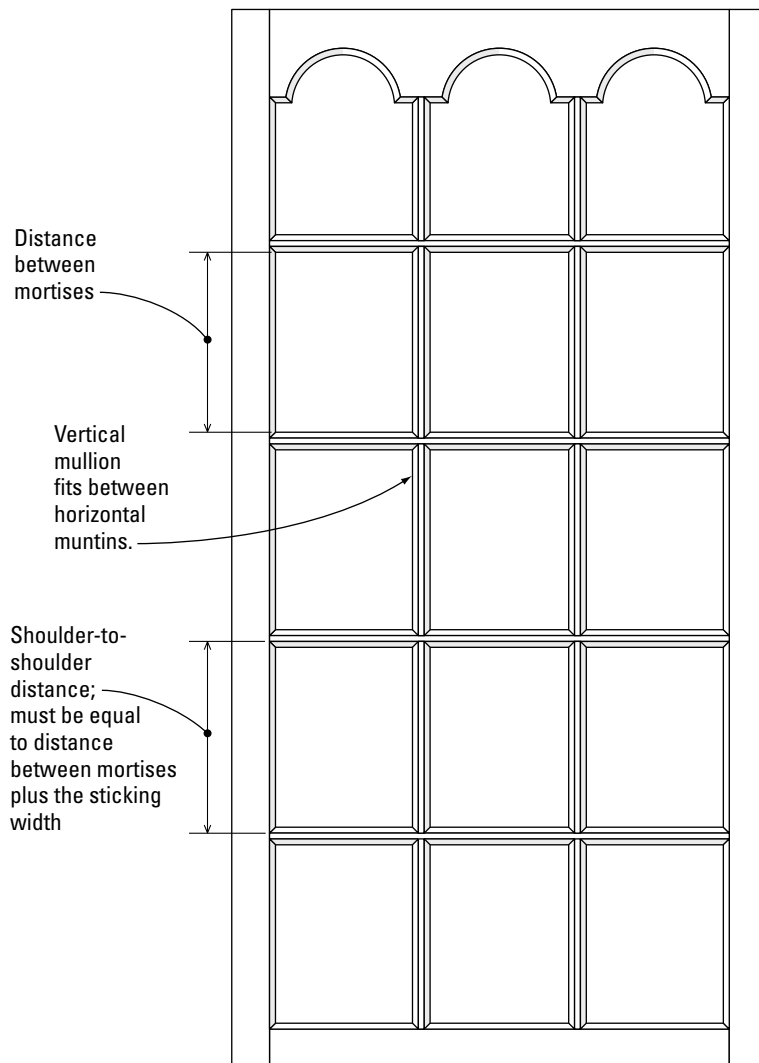 Distance
between
mortises
Vertical
mullion
fits between
horizontal
muntins.
Shoulder-to-
shoulder
distance;
must be equal
to distance
between mortises
plus the sticking
width